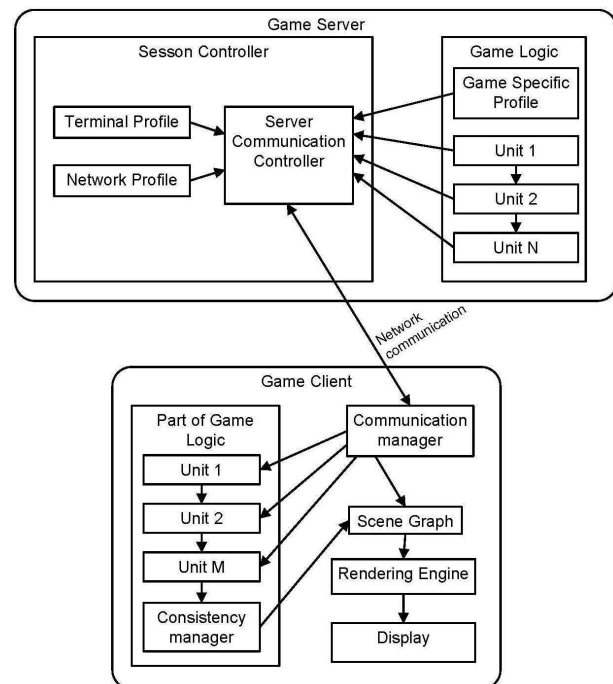 Game Server
Sesson Controller
Game Logic
Terminal Profile
Network Profile
Server
Communication
Controller
Game Specific
Profile
Unit 1
Unit 2
Unit N
Network
communication
Game Client
Part of Game
Logic
Unit 1
Unit 2
Unit M
Consistency
manager
Communication
manager
Scene Graph
Rendering Engine
Display